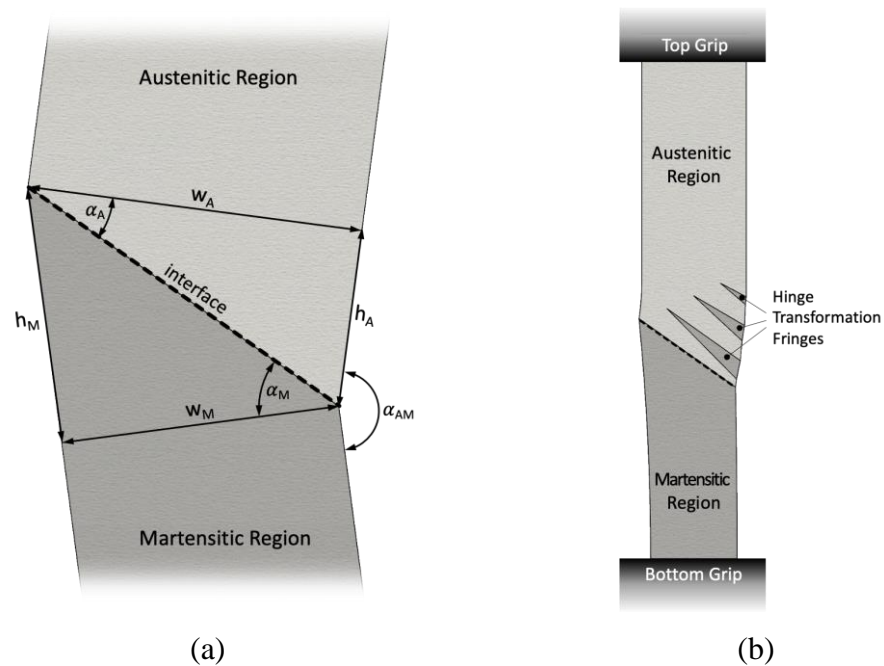 Austenitic Region
w_A
α_A
interface
h_M
h_A
α_M
w_M
α_AM
Martensitic Region
(a)
Top Grip
Austenitic
Region
Hinge
Transformation
Fringes
Martensitic
Region
Bottom Grip
(b)